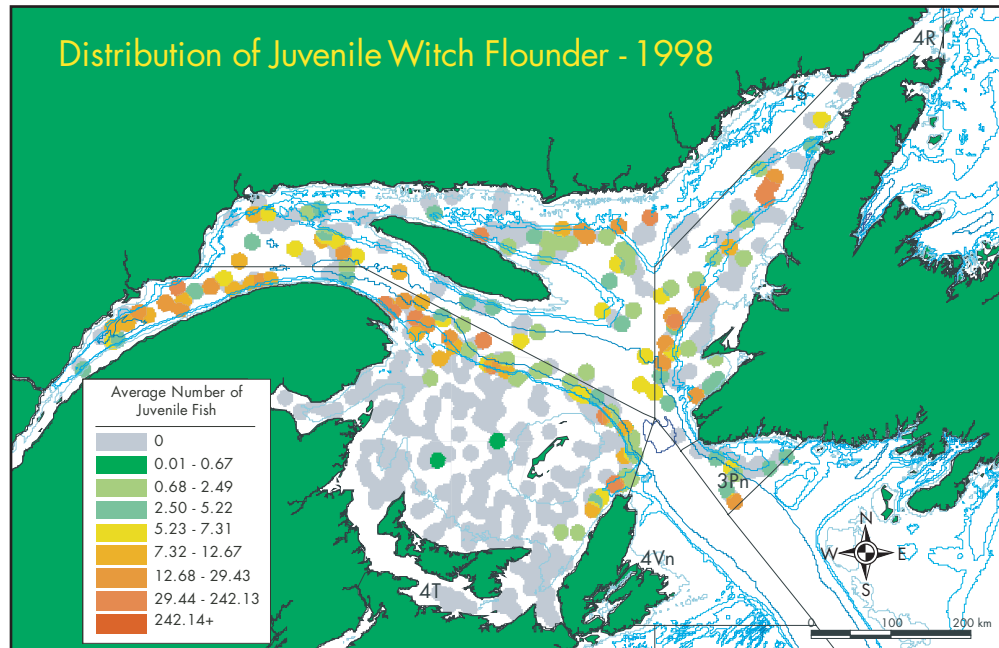 Distribution of Juvenile Witch Flounder - 1998
4R
4S
Average Number of
Juvenile Fish
0
0.01 - 0.67
0.68 - 2.49
2.50 - 5.22
5.23 - 7.31
7.32 - 12.67
12.68 - 29.43
29.44 - 242.13
242.14+
3Pn
4Vn
4T
N
W E
S
0 100 200 km